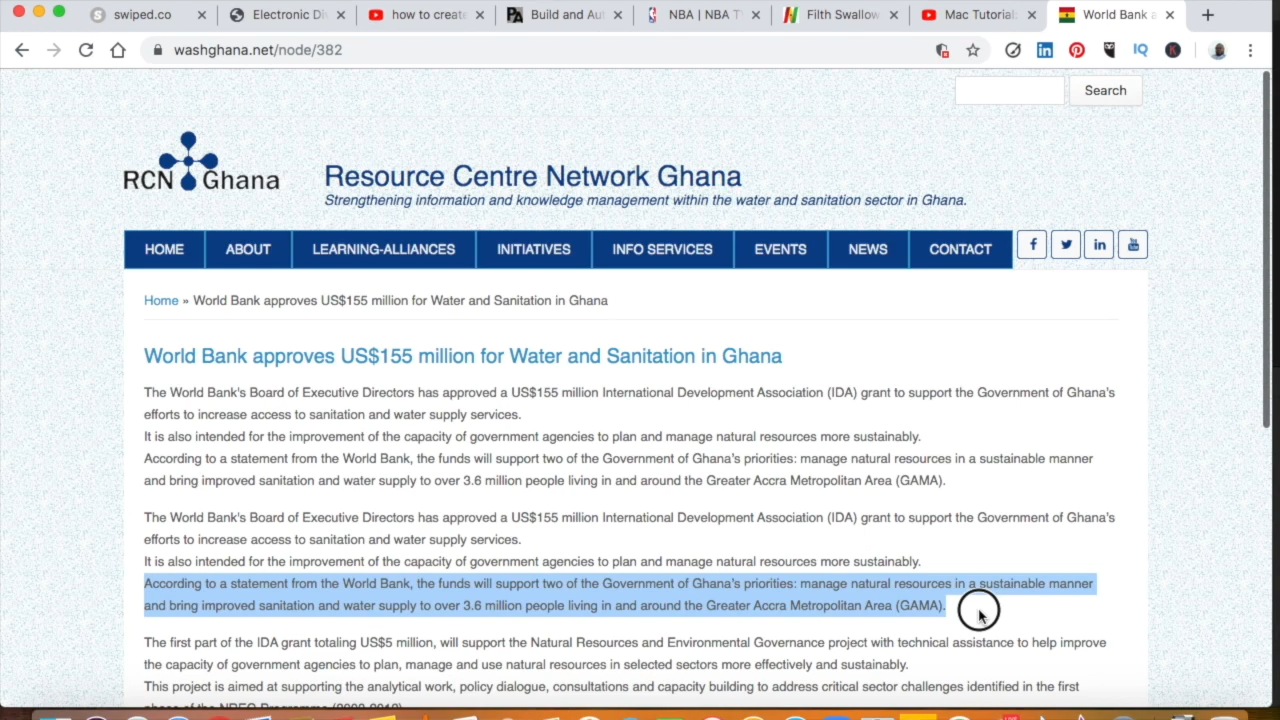 swiped.co
Electronic Di
how to create
Build and Au
NBA | NBA T
Filth Swallow
Mac Tutorial:
World Bank a
washghana.net/node/382
IQ
Search
RCN Ghana
Resource Centre Network Ghana
Strengthening information and knowledge management within the water and sanitation sector in Ghana.
HOME ABOUT LEARNING-ALLIANCES INITIATIVES INFO SERVICES EVENTS NEWS CONTACT
Home » World Bank approves US$155 million for Water and Sanitation in Ghana
World Bank approves US$155 million for Water and Sanitation in Ghana
The World Bank's Board of Executive Directors has approved a US$155 million International Development Association (IDA) grant to support the Government of Ghana's
efforts to increase access to sanitation and water supply services.
It is also intended for the improvement of the capacity of government agencies to plan and manage natural resources more sustainably.
According to a statement from the World Bank, the funds will support two of the Government of Ghana's priorities: manage natural resources in a sustainable manner
and bring improved sanitation and water supply to over 3.6 million people living in and around the Greater Accra Metropolitan Area (GAMA).
The World Bank's Board of Executive Directors has approved a US$155 million International Development Association (IDA) grant to support the Government of Ghana's
efforts to increase access to sanitation and water supply services.
It is also intended for the improvement of the capacity of government agencies to plan and manage natural resources more sustainably.
According to a statement from the World Bank, the funds will support two of the Government of Ghana's priorities: manage natural resources in a sustainable manner
and bring improved sanitation and water supply to over 3.6 million people living in and around the Greater Accra Metropolitan Area (GAMA).
The first part of the IDA grant totaling US$5 million, will support the Natural Resources and Environmental Governance project with technical assistance to help improve
the capacity of government agencies to plan, manage and use natural resources in selected sectors more effectively and sustainably.
This project is aimed at supporting the analytical work, policy dialogue, consultations and capacity building to address critical sector challenges identified in the first